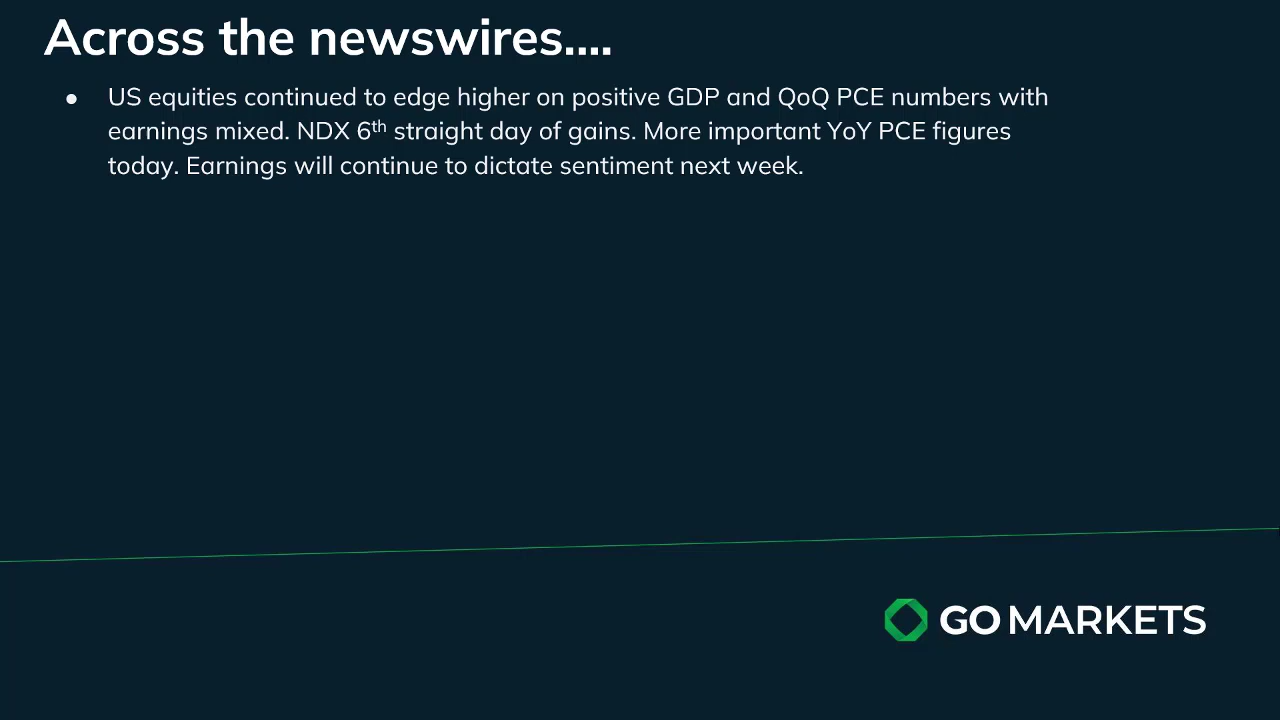 Across the newswires....
● US equities continued to edge higher on positive GDP and QoQ PCE numbers with
earnings mixed. NDX 6th straight day of gains. More important YoY PCE figures
today. Earnings will continue to dictate sentiment next week.
GO MARKETS